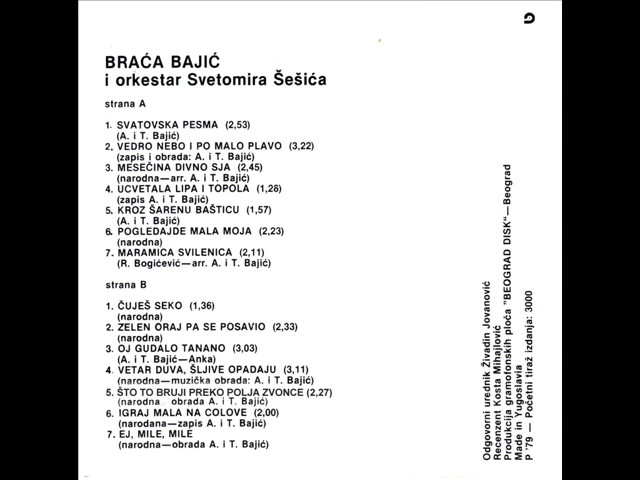 BRAĆA BAJIĆ
i orkestar Svetomira Šešića
strana A
1. SVATOVSKA PESMA (2,53)
(A. i T. Bajić)
2. VEDRO NEBO I PO MALO PLAVO (3,22)
(zapis i obrada: A. i T. Bajić)
3. MESEČINA DIVNO SJA (2,45)
(narodna—arr. A. i T. Bajić)
4. UCVETALA LIPA I TOPOLA (1,28)
(zapis A. i T. Bajić)
5. KROZ ŠARENU BAŠTICU (1,57)
(A. i T. Bajić)
6. POGLEDAJDE MALA MOJA (2,23)
(narodna)
7. MARAMICA SVILENICA (2,11)
(R. Bogićević—arr. A. i T. Bajić)
strana B
1. ČUJEŠ SEKO (1,36)
(narodna)
2. ZELEN ORAJ PA SE POSAVIO (2,33)
(narodna)
3. OJ GUDALO TANANO (3,03)
(A. i T. Bajić—Anka)
4. VETAR DUVA, ŠLJIVE OPADAJU (3,11)
(narodna—muzička obrada: A. i T. Bajić)
5. ŠTO TO BRUJI PREKO POLJA ZVONCE (2,27)
(narodna obrada A. i T. Bajić)
6. IGRAJ MALA NA COLOVE (2,00)
(narodana—zapis A. i T. Bajić)
7. EJ, MILE, MILE
(narodna—obrada A. i T. Bajić)
Odgovorni urednik Živadin Jovanović
Recenzent Kosta Mihajlović
Produkcija gramofonskih ploča "BEOGRAD DISK"—Beograd
Made in Yugoslavia
P '79 — Početni tiraž izdanja: 3000